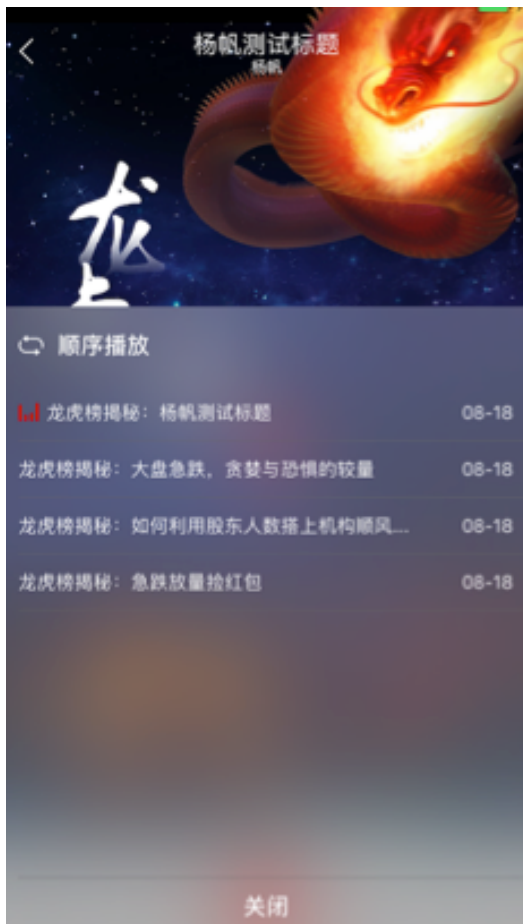 杨帆测试标题
杨帆
龙
顺序播放
龙虎榜揭秘：杨帆测试标题 08-18
龙虎榜揭秘：大盘急跌，贪婪与恐惧的较量 08-18
龙虎榜揭秘：如何利用股东人数搭上机构顺风... 08-18
龙虎榜揭秘：急跌放量捡红包 08-18
关闭